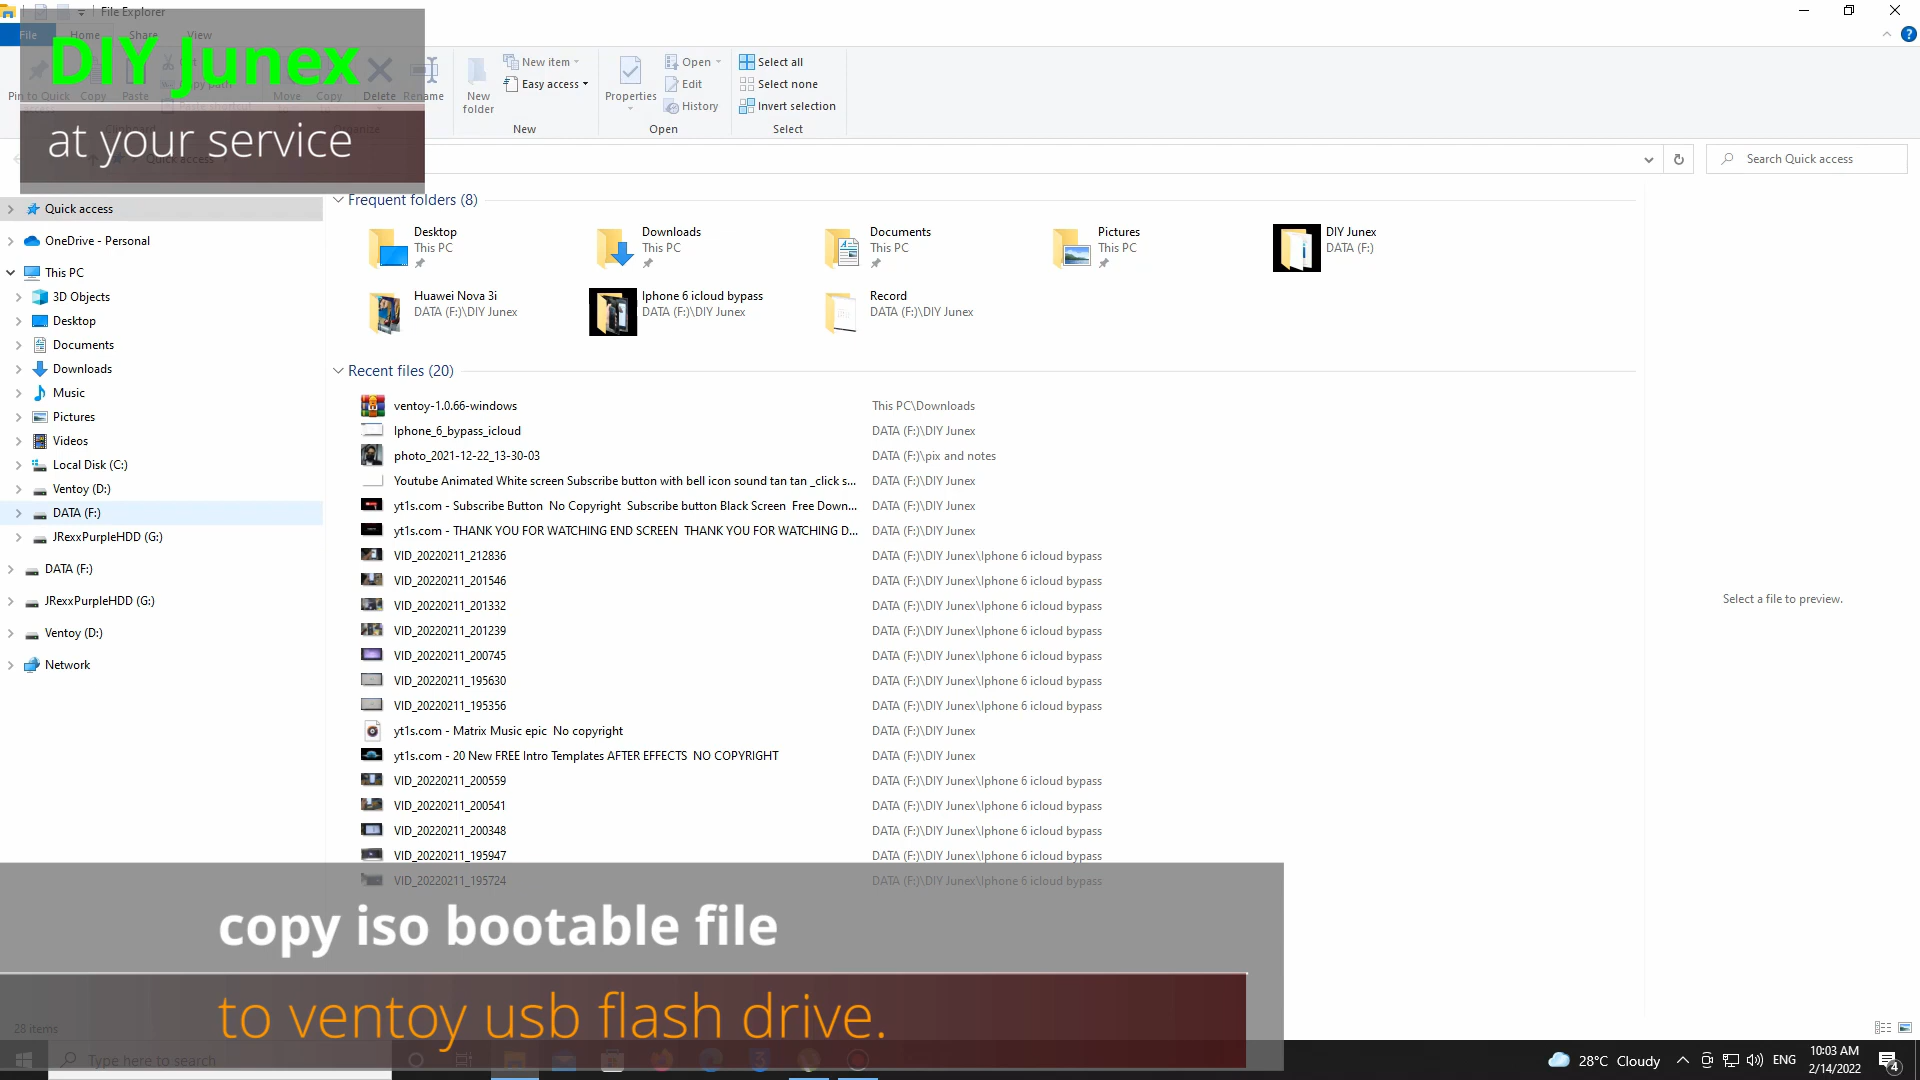 File Explorer
File Home Share View
DIY Junex
at your service
Pin to Quick access
Copy
Paste
Move
Copy
Delete
Rename
New folder
New item
Easy access
New
Properties
Open
Edit
History
Open
Select all
Select none
Invert selection
Select
Quick access
Search Quick access
Quick access
OneDrive - Personal
This PC
3D Objects
Desktop
Documents
Downloads
Music
Pictures
Videos
Local Disk (C:)
Ventoy (D:)
DATA (F:)
JRexxPurpleHDD (G:)
DATA (F:)
JRexxPurpleHDD (G:)
Ventoy (D:)
Network
Frequent folders (8)
Desktop
This PC
Downloads
This PC
Documents
This PC
Pictures
This PC
DIY Junex
DATA (F:)
Huawei Nova 3i
DATA (F:)\DIY Junex
Iphone 6 icloud bypass
DATA (F:)\DIY Junex
Record
DATA (F:)\DIY Junex
Recent files (20)
ventoy-1.0.66-windows This PC\Downloads
Iphone_6_bypass_icloud DATA (F:)\DIY Junex
photo_2021-12-22_13-30-03 DATA (F:)\pix and notes
Youtube Animated White screen Subscribe button with bell icon sound tan tan _click s... DATA (F:)\DIY Junex
yt1s.com - Subscribe Button No Copyright Subscribe button Black Screen Free Down... DATA (F:)\DIY Junex
yt1s.com - THANK YOU FOR WATCHING END SCREEN THANK YOU FOR WATCHING D... DATA (F:)\DIY Junex
VID_20220211_212836 DATA (F:)\DIY Junex\Iphone 6 icloud bypass
VID_20220211_201546 DATA (F:)\DIY Junex\Iphone 6 icloud bypass
VID_20220211_201332 DATA (F:)\DIY Junex\Iphone 6 icloud bypass
VID_20220211_201239 DATA (F:)\DIY Junex\Iphone 6 icloud bypass
VID_20220211_200745 DATA (F:)\DIY Junex\Iphone 6 icloud bypass
VID_20220211_195630 DATA (F:)\DIY Junex\Iphone 6 icloud bypass
VID_20220211_195356 DATA (F:)\DIY Junex\Iphone 6 icloud bypass
yt1s.com - Matrix Music epic No copyright DATA (F:)\DIY Junex
yt1s.com - 20 New FREE Intro Templates AFTER EFFECTS NO COPYRIGHT DATA (F:)\DIY Junex
VID_20220211_200559 DATA (F:)\DIY Junex\Iphone 6 icloud bypass
VID_20220211_200541 DATA (F:)\DIY Junex\Iphone 6 icloud bypass
VID_20220211_200348 DATA (F:)\DIY Junex\Iphone 6 icloud bypass
VID_20220211_195947 DATA (F:)\DIY Junex\Iphone 6 icloud bypass
VID_20220211_195724 DATA (F:)\DIY Junex\Iphone 6 icloud bypass
Select a file to preview.
copy iso bootable file
to ventoy usb flash drive.
28 items
Type here to search
28°C Cloudy
ENG
10:03 AM
2/14/2022
4